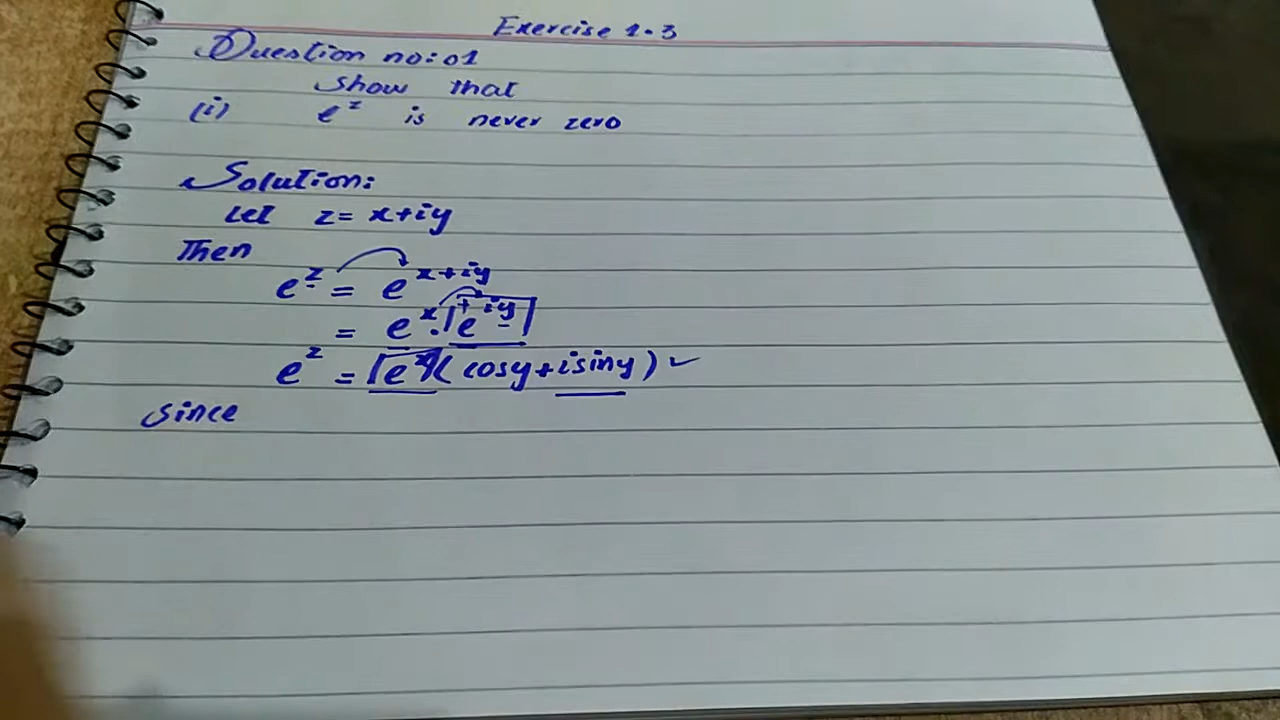 Exercise 1.3
Question no:01
Show that
(i) e^z is never zero
Solution:
Let z = x+iy
Then
e^z = e^x+iy
= e^x . e^iy
e^z = e^x ( cosy + isiny )
Since